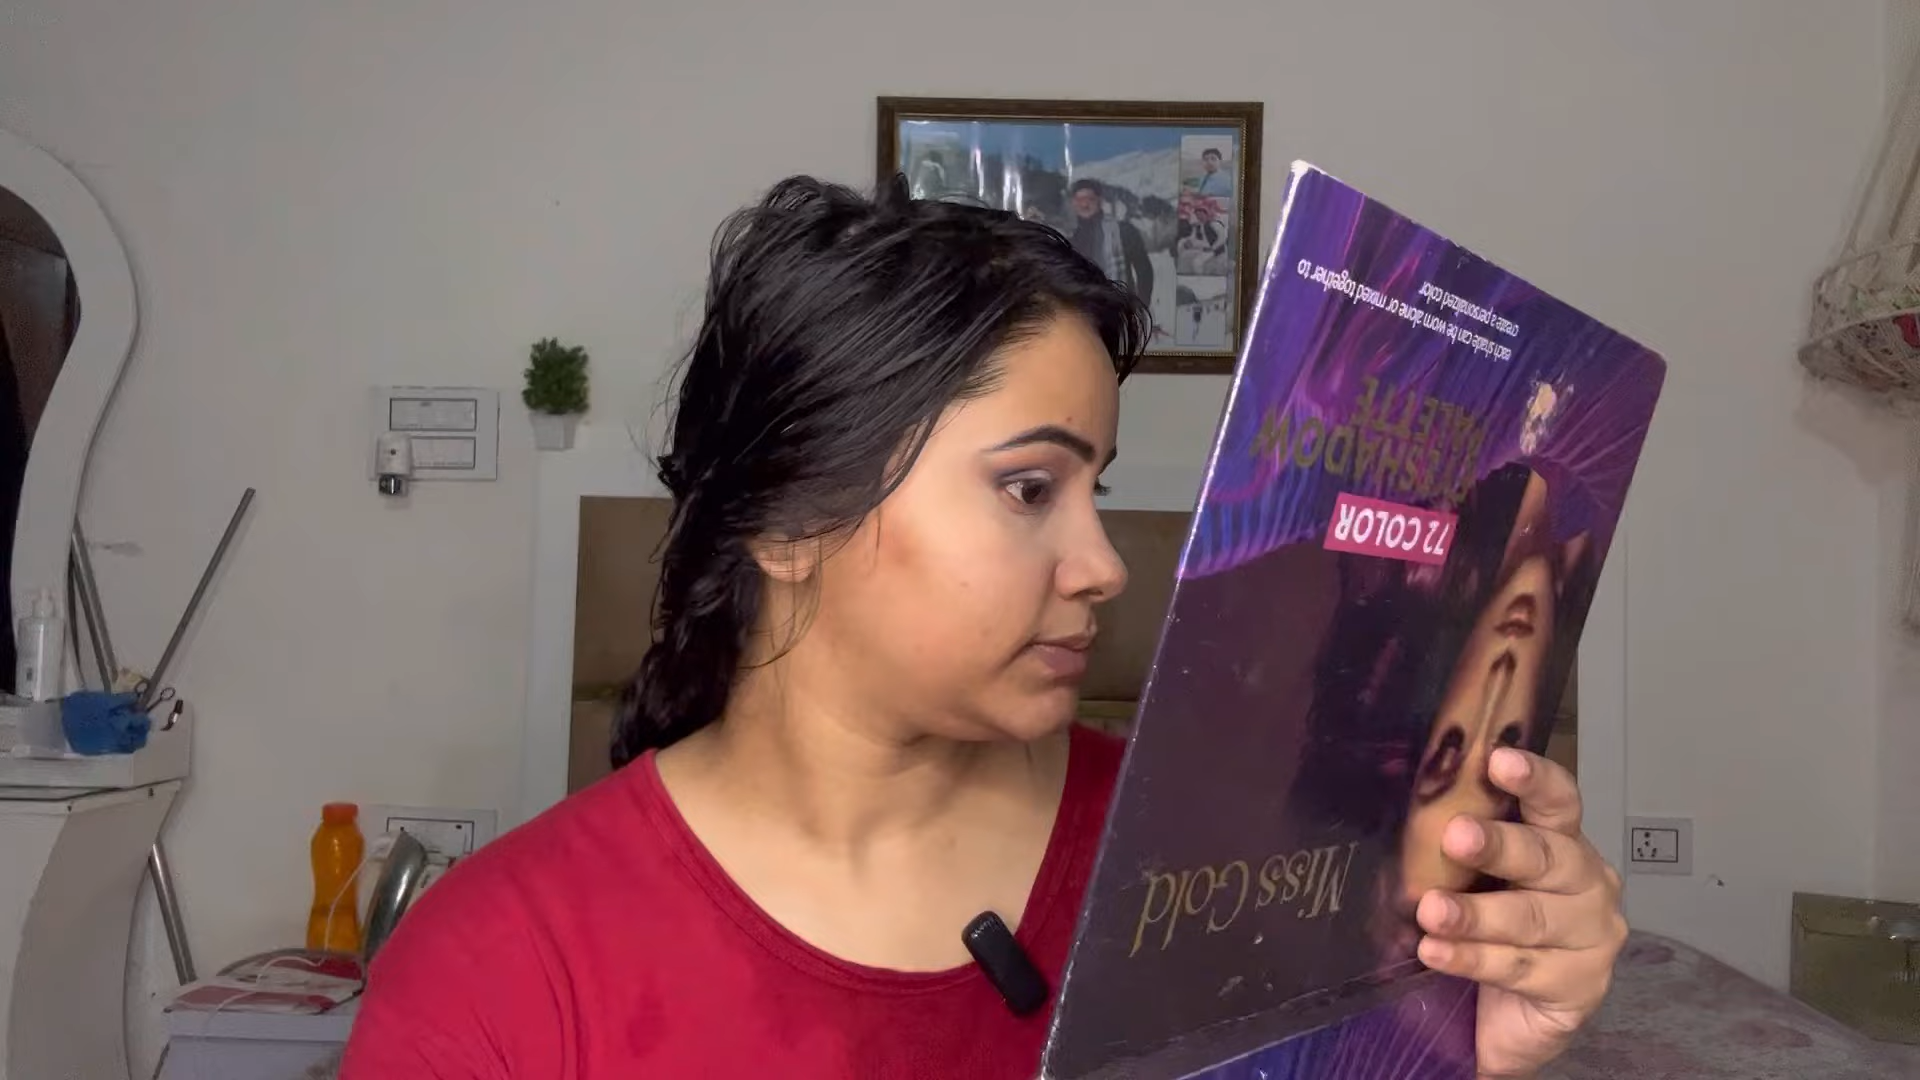 Miss Gold
72 COLOR
EYESHADOW
PALETTE
each shade can be worn alone or mixed together to
create a personalized color